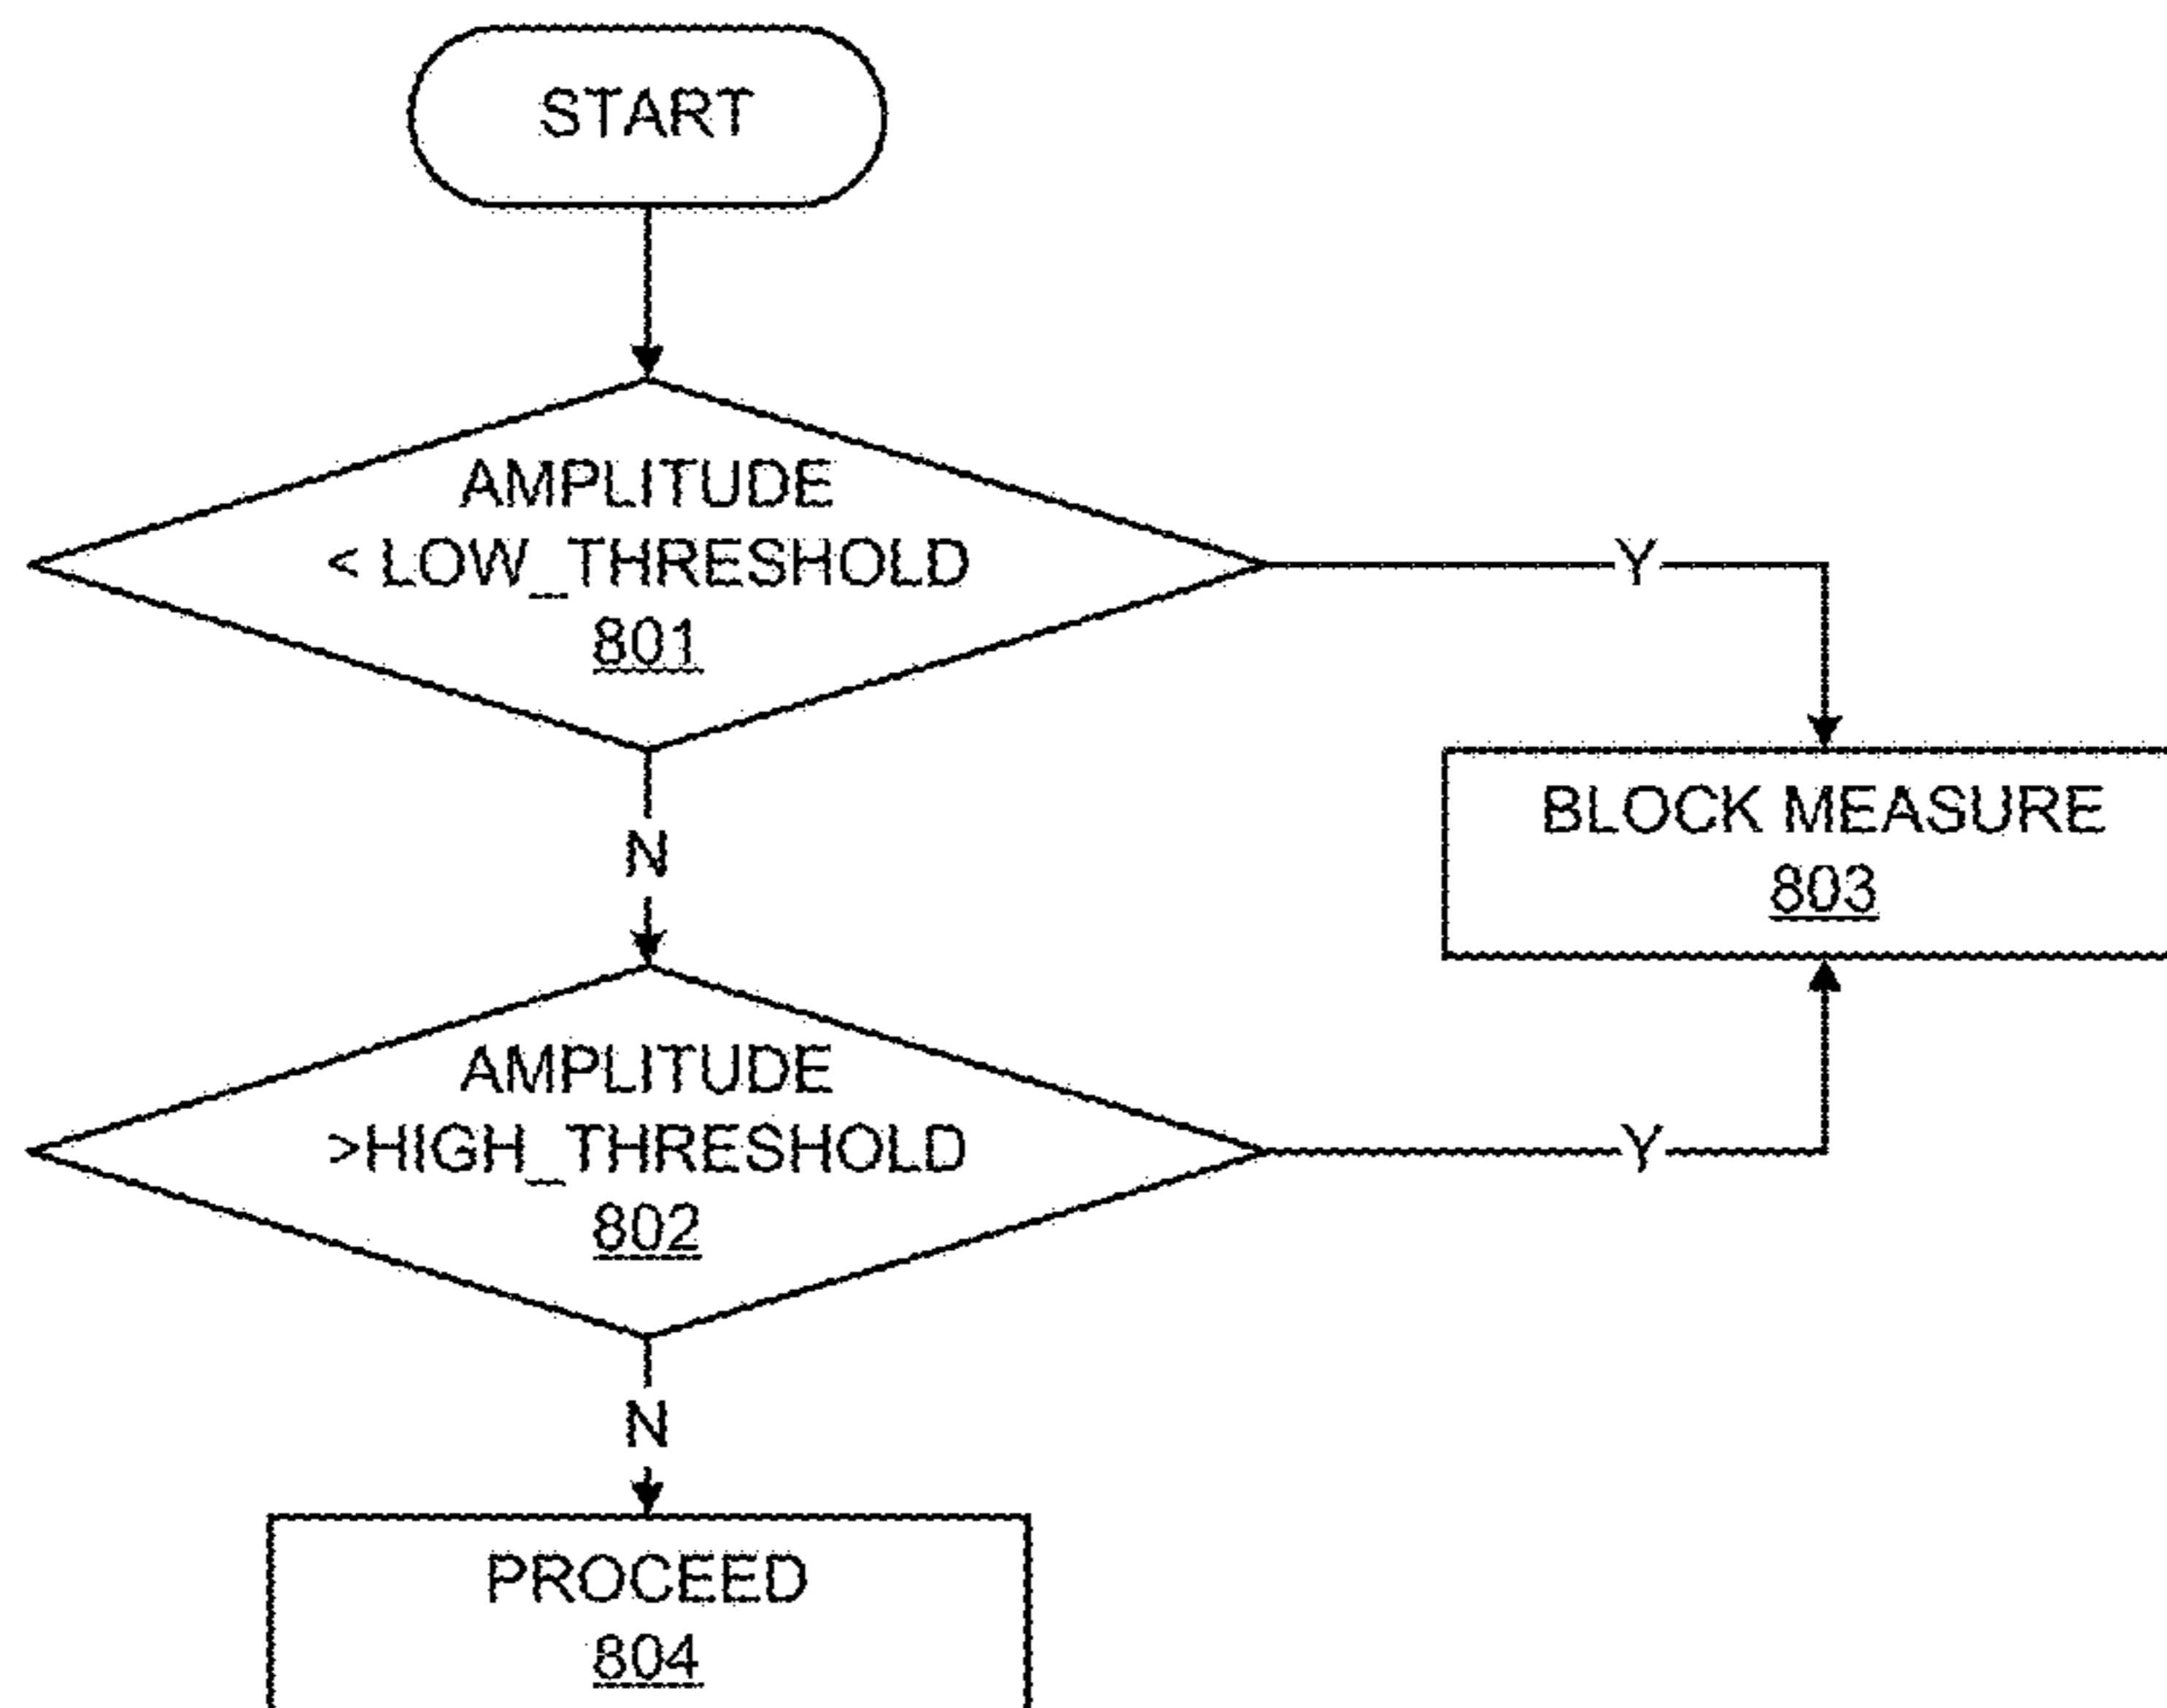 START
AMPLITUDE
< LOW_THRESHOLD
801
Y
BLOCK MEASURE
803
N
AMPLITUDE
>HIGH_THRESHOLD
802
Y
N
PROCEED
804